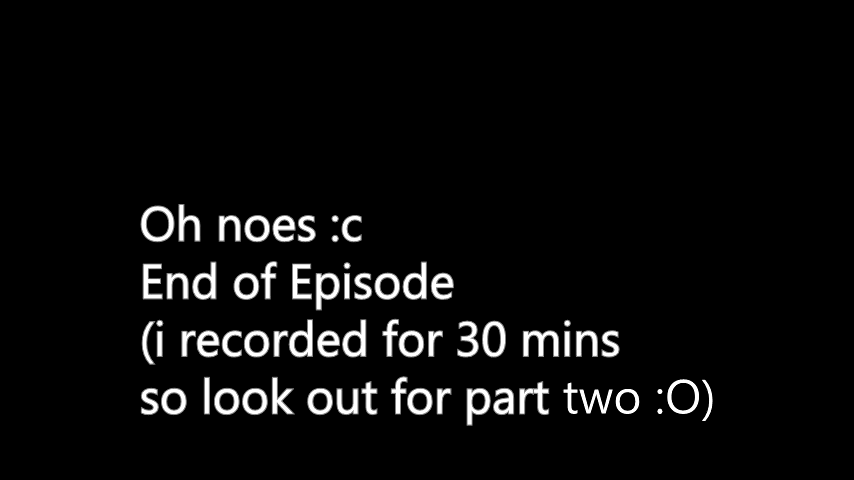 Oh noes :c
End of Episode
(i recorded for 30 mins
so look out for part two :O)